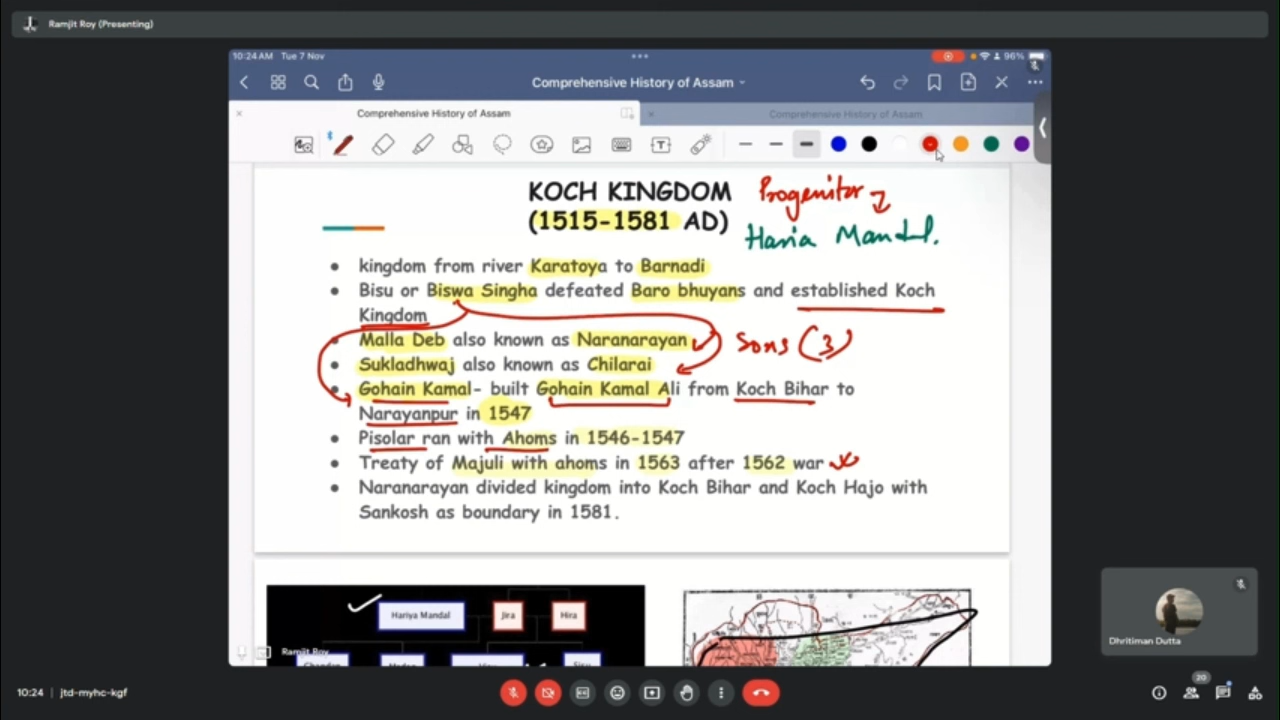 Ramjit Roy (Presenting)
10:24 AM Tue 7 Nov
96%
Comprehensive History of Assam
Comprehensive History of Assam
Comprehensive History of Assam
KOCH KINGDOM
(1515-1581 AD)
Progenitor
Haria Mandal.
kingdom from river Karatoya to Barnadi
Bisu or Biswa Singha defeated Baro bhuyans and established Koch
Kingdom
Malla Deb also known as Naranarayan
Sons (3)
Sukladhwaj also known as Chilarai
Gohain Kamal- built Gohain Kamal Ali from Koch Bihar to
Narayanpur in 1547
Pisolar ran with Ahoms in 1546-1547
Treaty of Majuli with ahoms in 1563 after 1562 war
Naranarayan divided kingdom into Koch Bihar and Koch Hajo with
Sankosh as boundary in 1581.
Hariya Mandal
Jira
Hira
Ramjit Roy
Dhritiman Dutta
10:24 | jtd-myhc-kgf
20